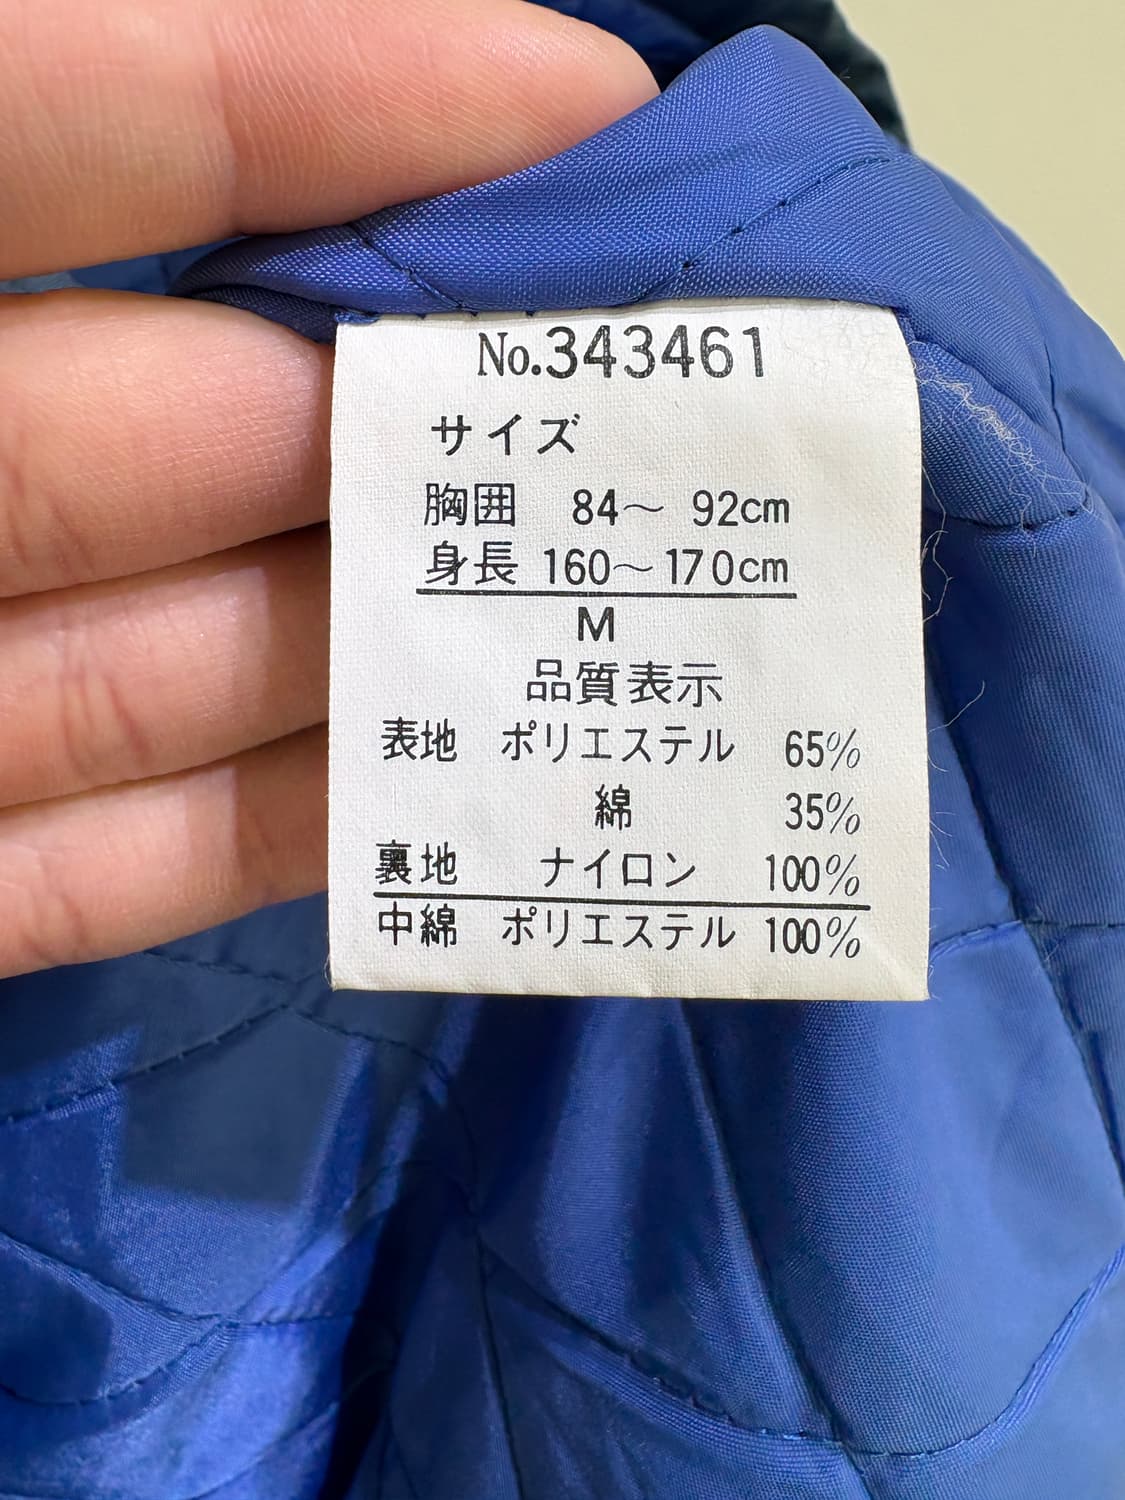 No.343461
サイズ
胸囲 84〜 92cm
身長 160〜170cm
M
品質表示
表地 ポリエステル 65%
綿 35%
裏地 ナイロン 100%
中綿 ポリエステル 100%